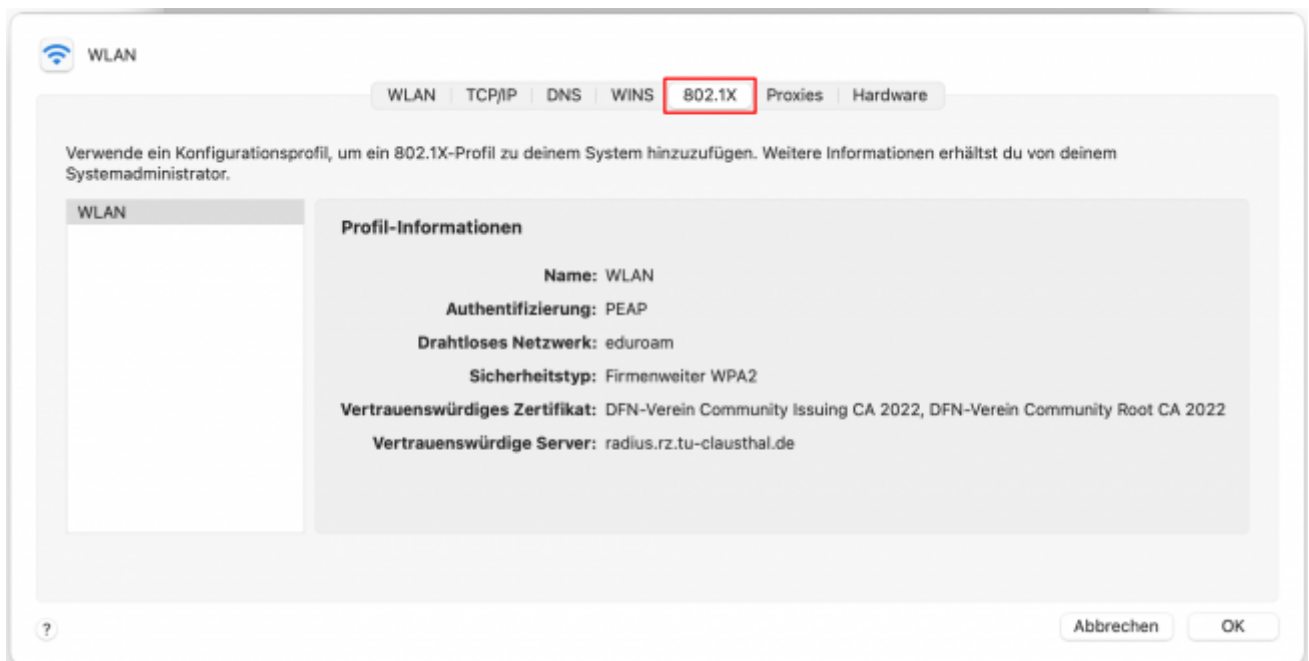 WLAN
WLAN TCP/IP DNS WINS 802.1X Proxies Hardware
Verwende ein Konfigurationsprofil, um ein 802.1X-Profil zu deinem System hinzuzufügen. Weitere Informationen erhältst du von deinem
Systemadministrator.
WLAN
Profil-Informationen
Name: WLAN
Authentifizierung: PEAP
Drahtloses Netzwerk: eduroam
Sicherheitstyp: Firmenweiter WPA2
Vertrauenswürdiges Zertifikat: DFN-Verein Community Issuing CA 2022, DFN-Verein Community Root CA 2022
Vertrauenswürdige Server: radius.rz.tu-clausthal.de
? Abbrechen OK